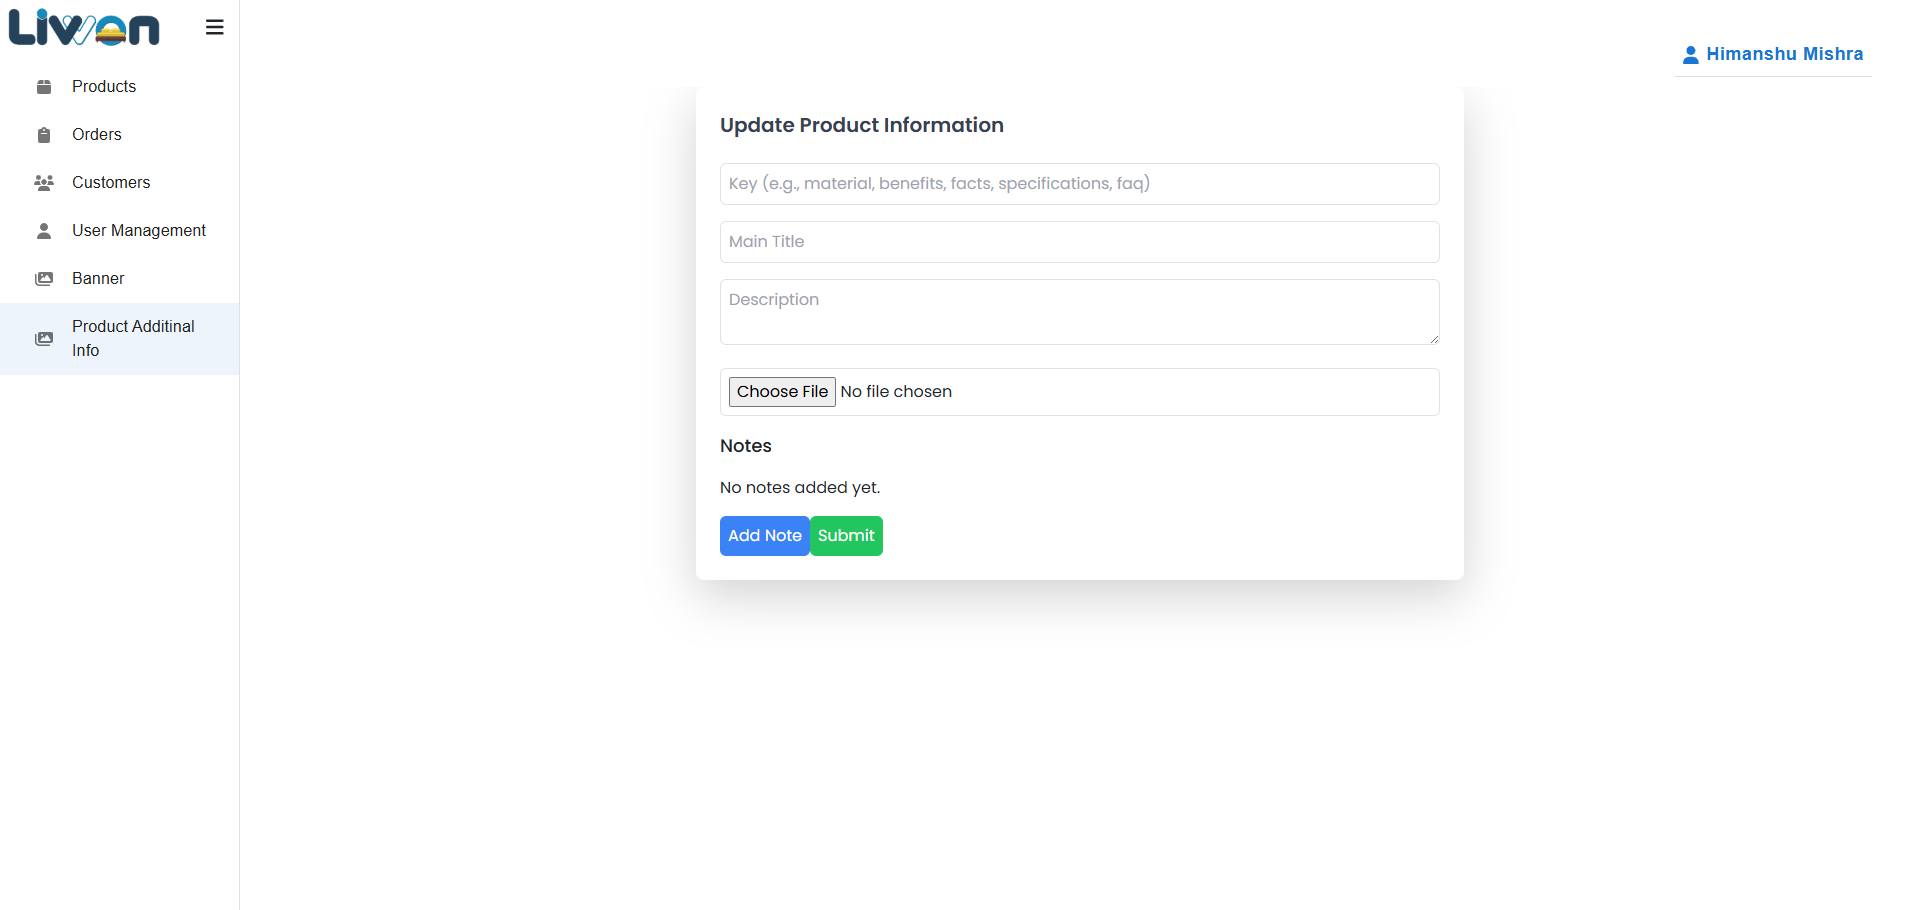 Livvon
Products
Orders
Customers
User Management
Banner
Product Additinal
Info
Himanshu Mishra
Update Product Information
Key (e.g., material, benefits, facts, specifications, faq)
Main Title
Description
Choose File No file chosen
Notes
No notes added yet.
Add Note Submit